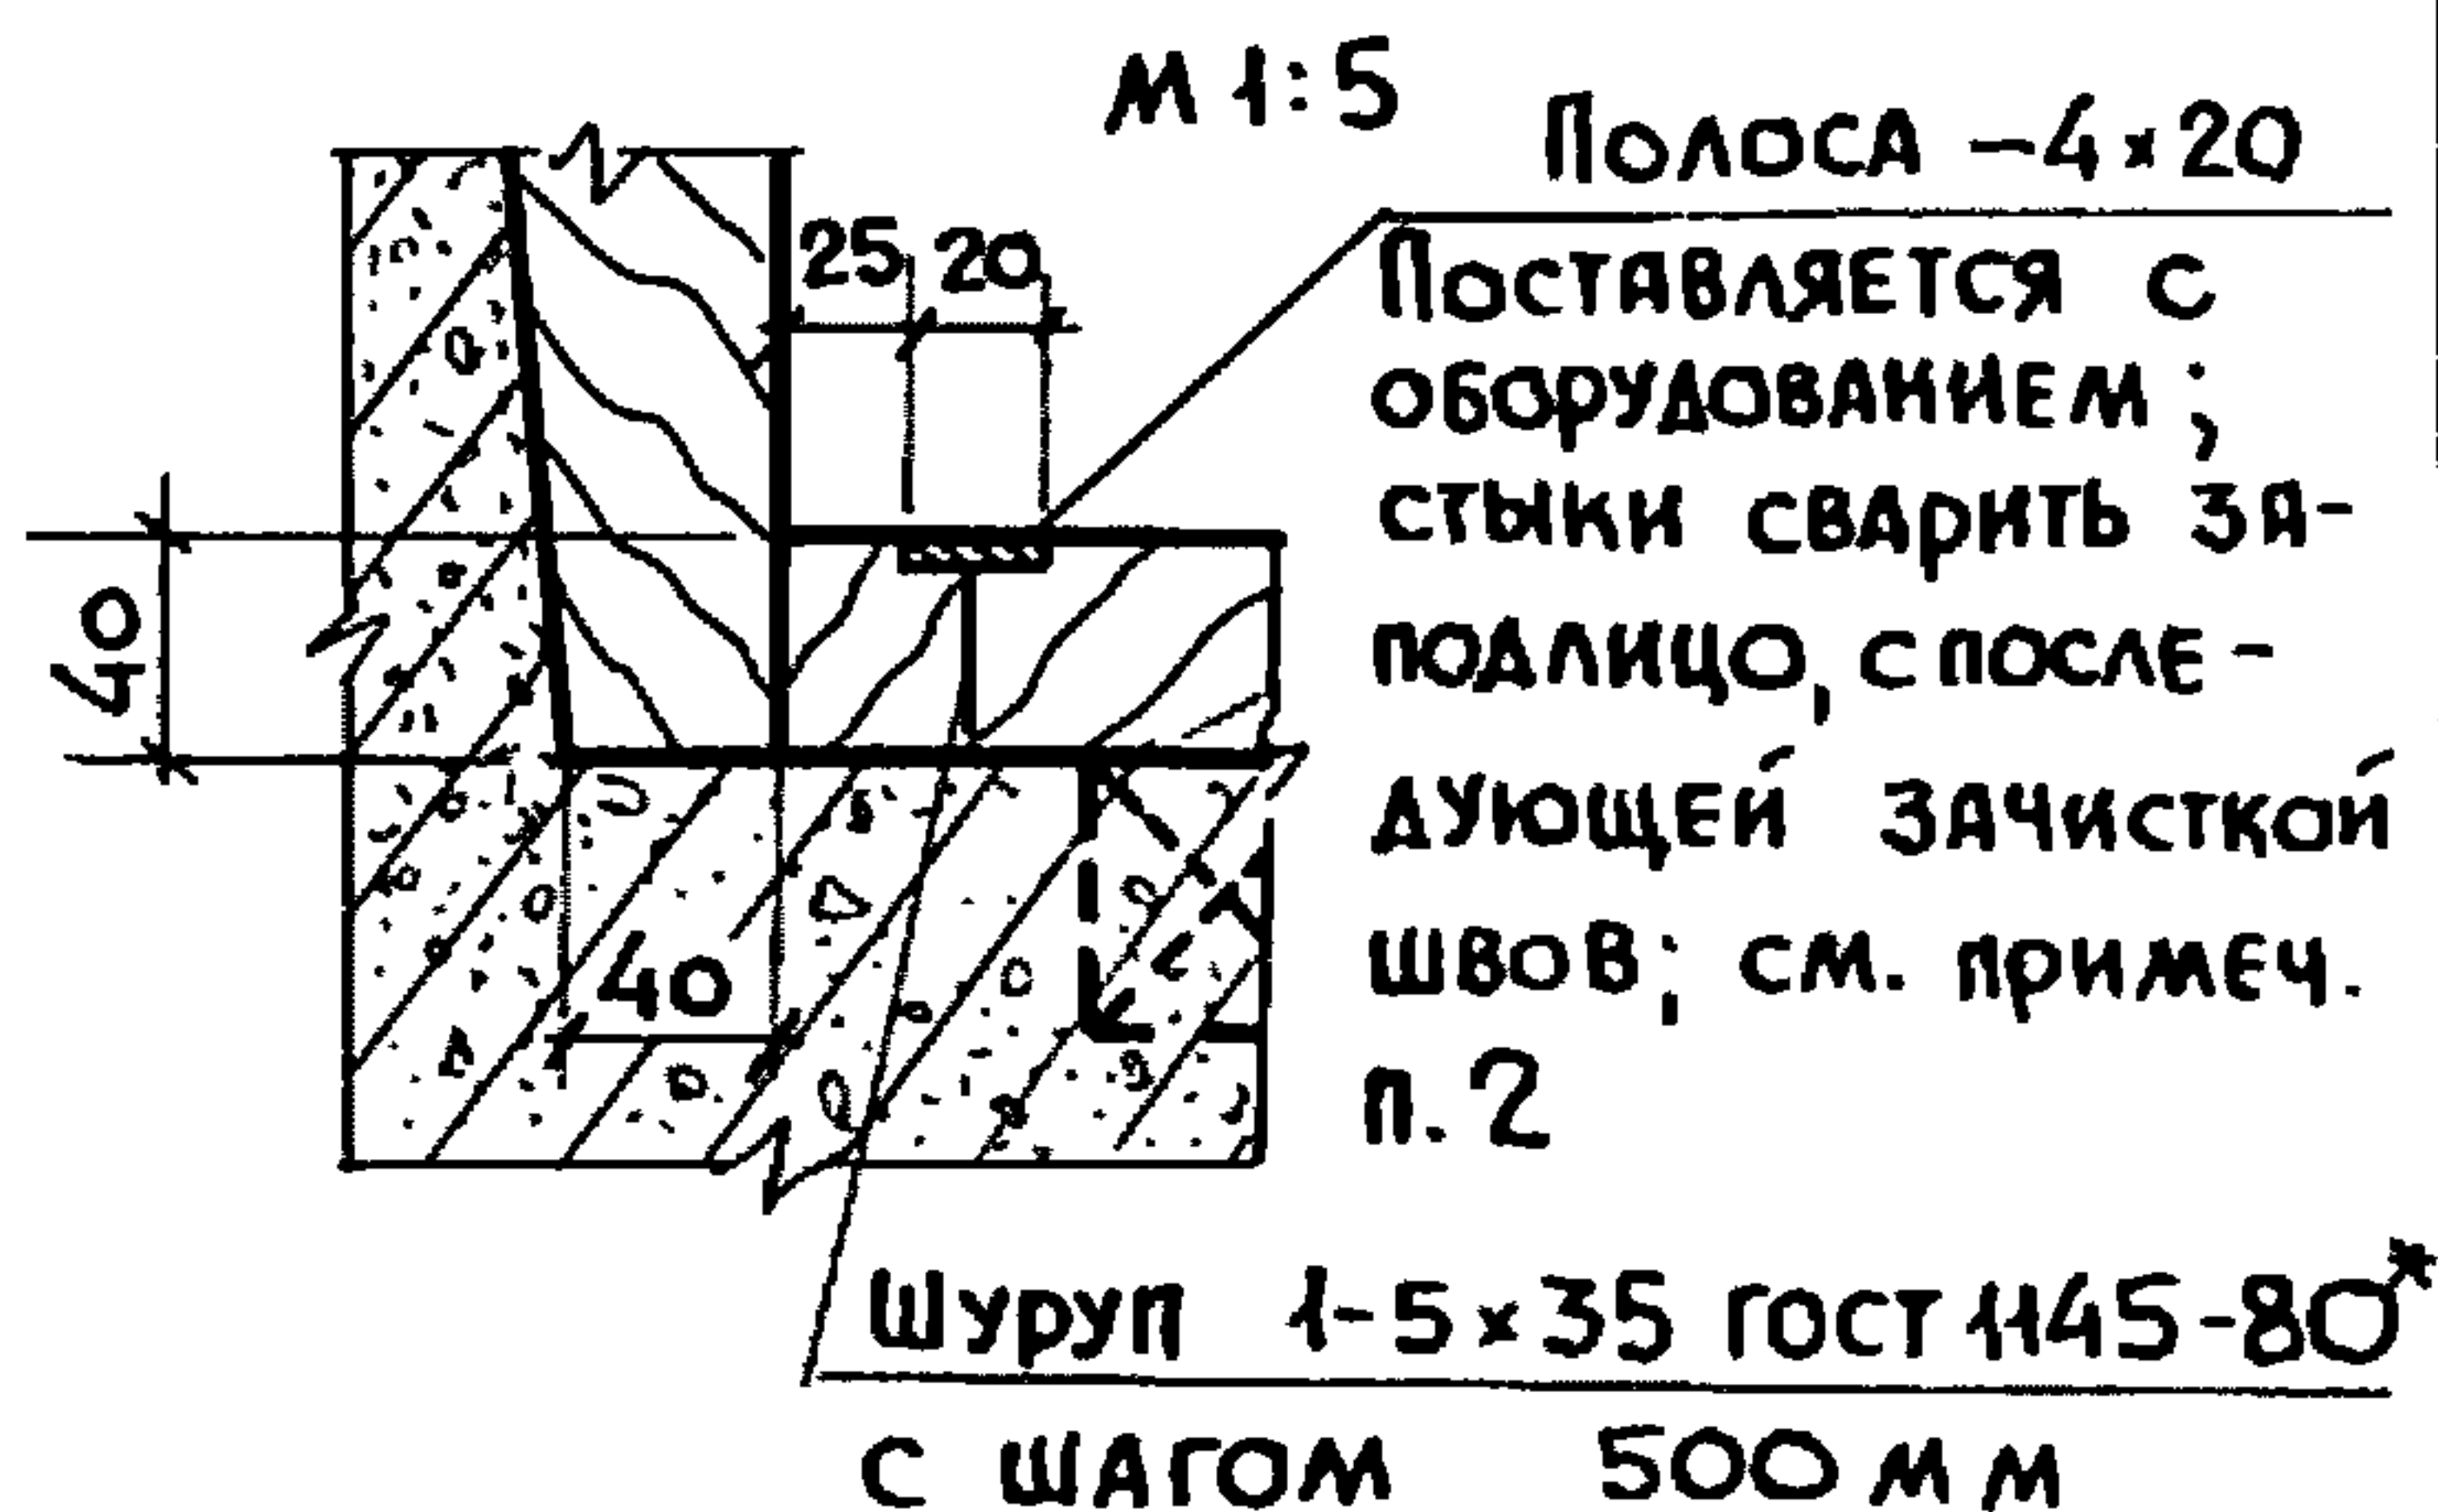 М 1:5
Полоса –4×20
25 20
Поставляется с
оборудованием;
стыки сварить за-
подлицо, с после-
дующей зачисткой
швов; см. примеч.
п. 2
40
40
Шуруп 1-5×35 гост 1145-80*
с шагом 500 мм